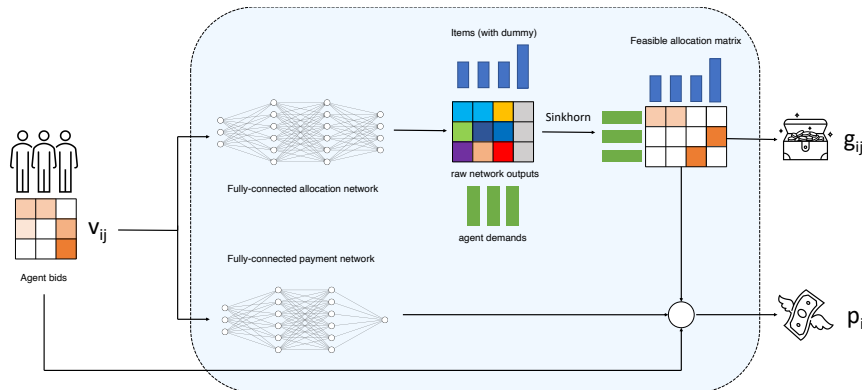 Items (with dummy)
Feasible allocation matrix
Sinkhorn
g_ij
raw network outputs
Fully-connected allocation network
v_ij
agent demands
Fully-connected payment network
Agent bids
p_i